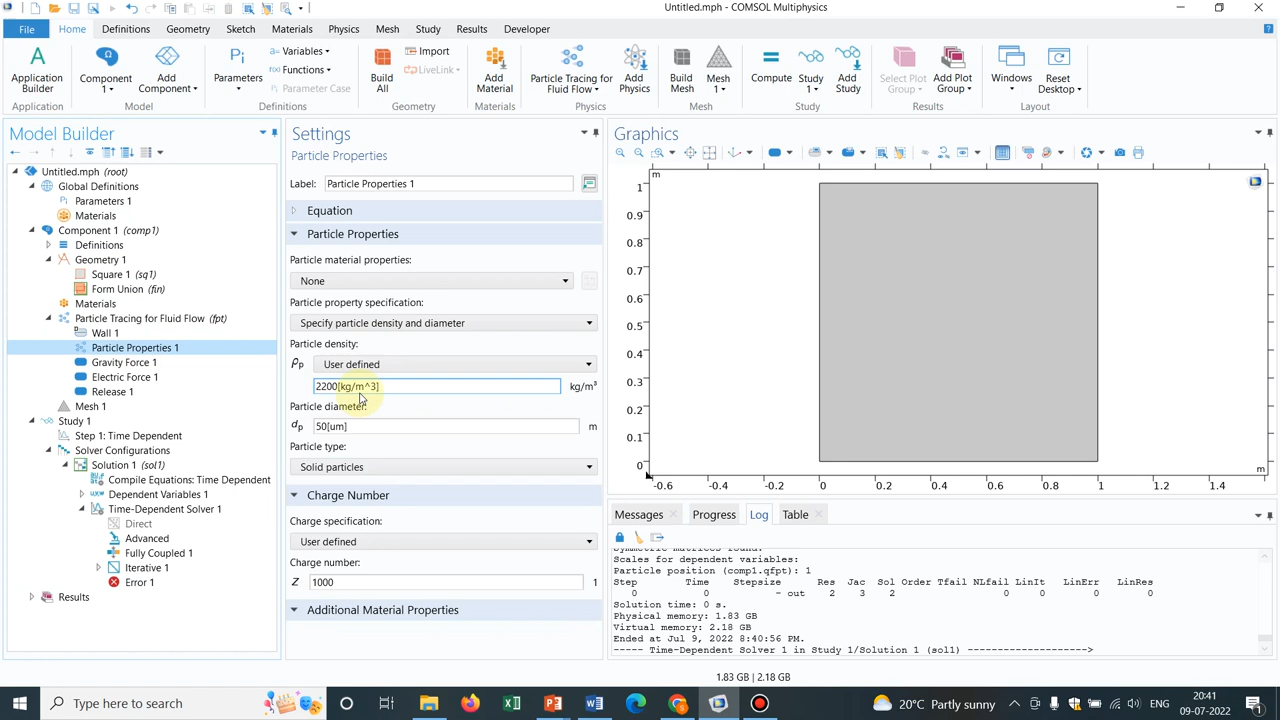 Untitled.mph - COMSOL Multiphysics
File Home Definitions Geometry Sketch Materials Physics Mesh Study Results Developer
Application Builder
Component 1
Add Component
Parameters
Variables
Functions
Parameter Case
Build All
Import
LiveLink
Add Material
Particle Tracing for Fluid Flow
Add Physics
Build Mesh
Mesh 1
Compute
Study 1
Add Study
Select Plot Group
Add Plot Group
Windows
Reset Desktop
Application Model Definitions Geometry Materials Physics Mesh Study Results Layout
Model Builder
Untitled.mph (root)
Global Definitions
Parameters 1
Materials
Component 1 (comp1)
Definitions
Geometry 1
Square 1 (sq1)
Form Union (fin)
Materials
Particle Tracing for Fluid Flow (fpt)
Wall 1
Particle Properties 1
Gravity Force 1
Electric Force 1
Release 1
Mesh 1
Study 1
Step 1: Time Dependent
Solver Configurations
Solution 1 (sol1)
Compile Equations: Time Dependent
Dependent Variables 1
Time-Dependent Solver 1
Direct
Advanced
Fully Coupled 1
Iterative 1
Error 1
Results
Settings
Particle Properties
Label: Particle Properties 1
Equation
Particle Properties
Particle material properties:
None
Particle property specification:
Specify particle density and diameter
Particle density:
ρp User defined
2200[kg/m^3] kg/m³
Particle diameter:
dp 50[um] m
Particle type:
Solid particles
Charge Number
Charge specification:
User defined
Charge number:
Z 1000 1
Additional Material Properties
Graphics
m
1
0.9
0.8
0.7
0.6
0.5
0.4
0.3
0.2
0.1
0
m
-0.6 -0.4 -0.2 0 0.2 0.4 0.6 0.8 1 1.2 1.4
Messages Progress Log Table
Symmetric matrices found.
Scales for dependent variables:
Particle position (comp1.qfpt): 1
Step Time Stepsize Res Jac Sol Order Tfail NLfail LinIt LinErr LinRes
0 0 - out 2 3 2 0 0 0 0
Solution time: 0 s.
Physical memory: 1.83 GB
Virtual memory: 2.18 GB
Ended at Jul 9, 2022 8:40:56 PM.
----- Time-Dependent Solver 1 in Study 1/Solution 1 (sol1) -------------------->
1.83 GB | 2.18 GB
Type here to search
20°C Partly sunny
ENG
20:41
09-07-2022